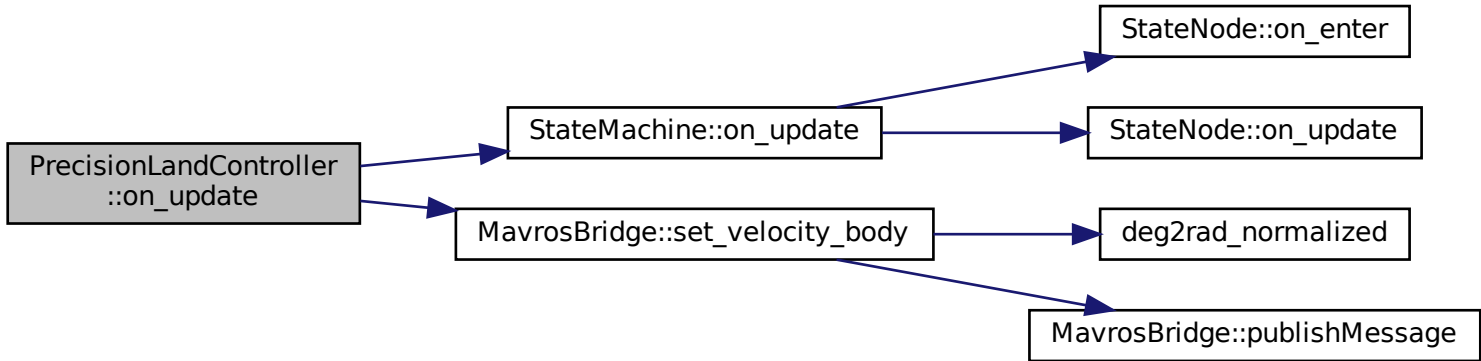 StateNode::on_enter
StateMachine::on_update
StateNode::on_update
PrecisionLandController
::on_update
MavrosBridge::set_velocity_body
deg2rad_normalized
MavrosBridge::publishMessage